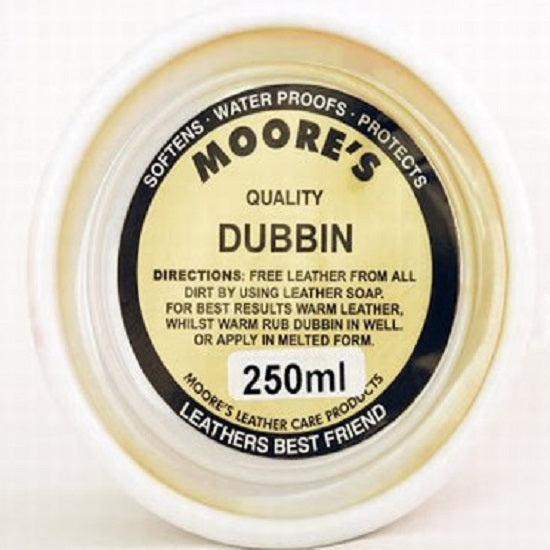 SOFTENS · WATER PROOFS · PROTECTS
MOORE'S
QUALITY
DUBBIN
DIRECTIONS: FREE LEATHER FROM ALL
DIRT BY USING LEATHER SOAP.
FOR BEST RESULTS WARM LEATHER,
WHILST WARM RUB DUBBIN IN WELL.
OR APPLY IN MELTED FORM.
250ml
MOORE'S LEATHER CARE PRODUCTS
LEATHERS BEST FRIEND